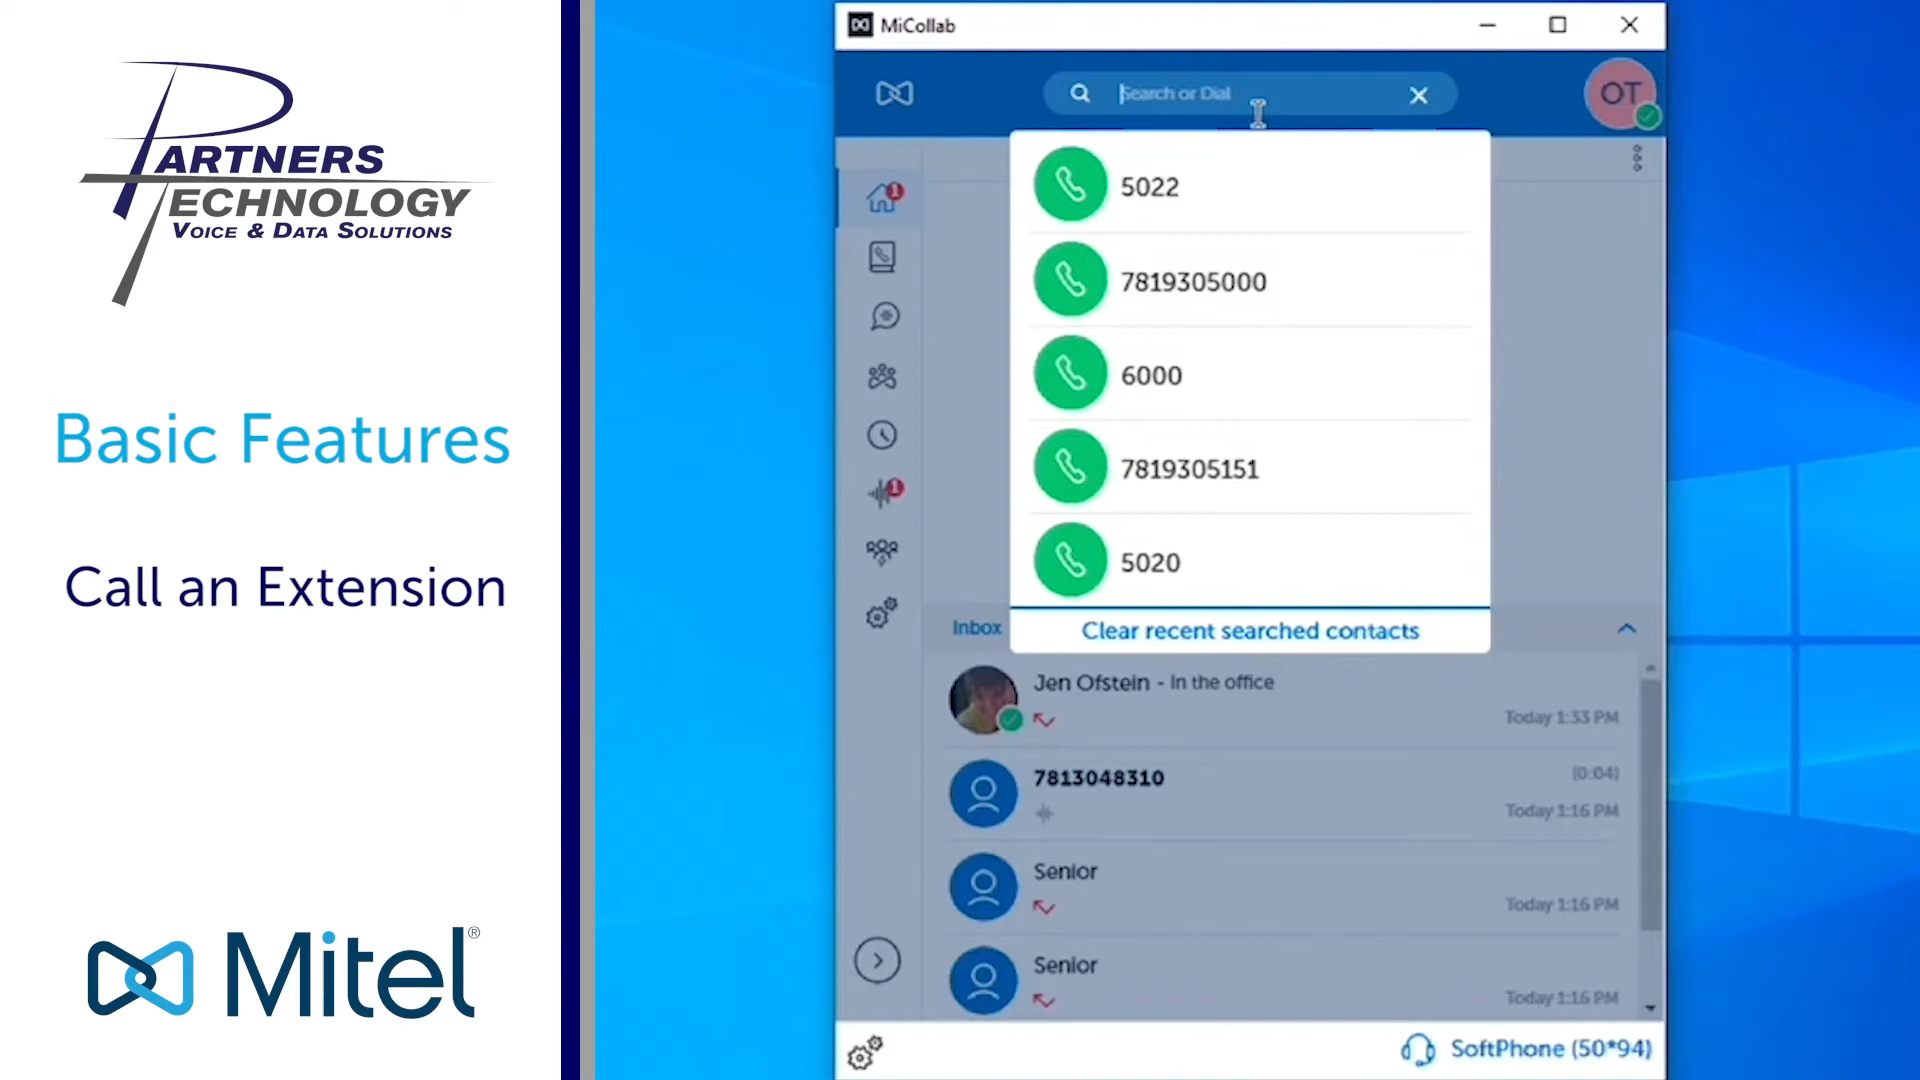 PARTNERS
TECHNOLOGY
VOICE & DATA SOLUTIONS
Basic Features
Call an Extension
Mitel®
MiCollab
Search or Dial
OT
5022
7819305000
1
6000
7819305151
1
5020
Clear recent searched contacts
Inbox
Jen Ofstein - In the office
Today 1:33 PM
7813048310
(0:04)
Today 1:16 PM
Senior
Today 1:16 PM
Senior
Today 1:16 PM
SoftPhone (50*94)